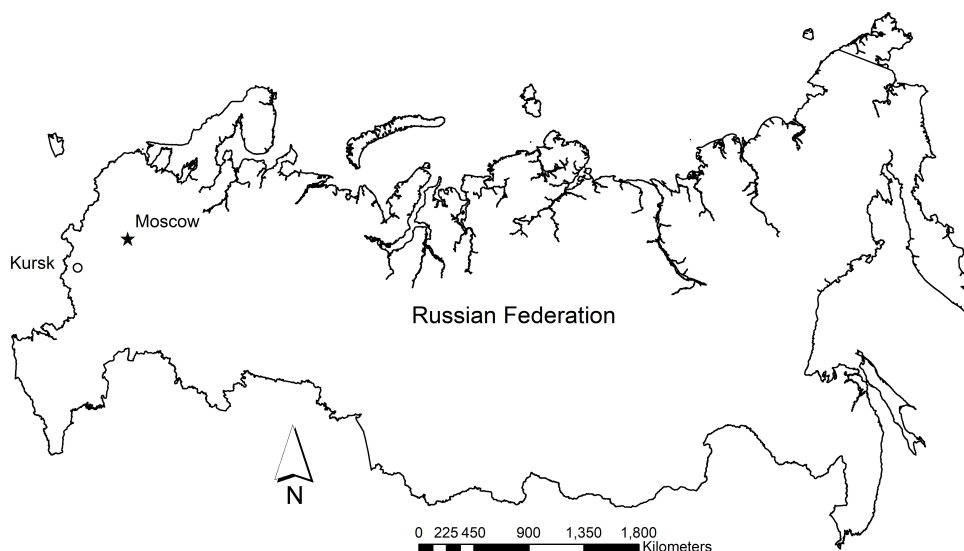 Moscow
Kursk
Russian Federation
N
0 225 450 900 1,350 1,800
Kilometers